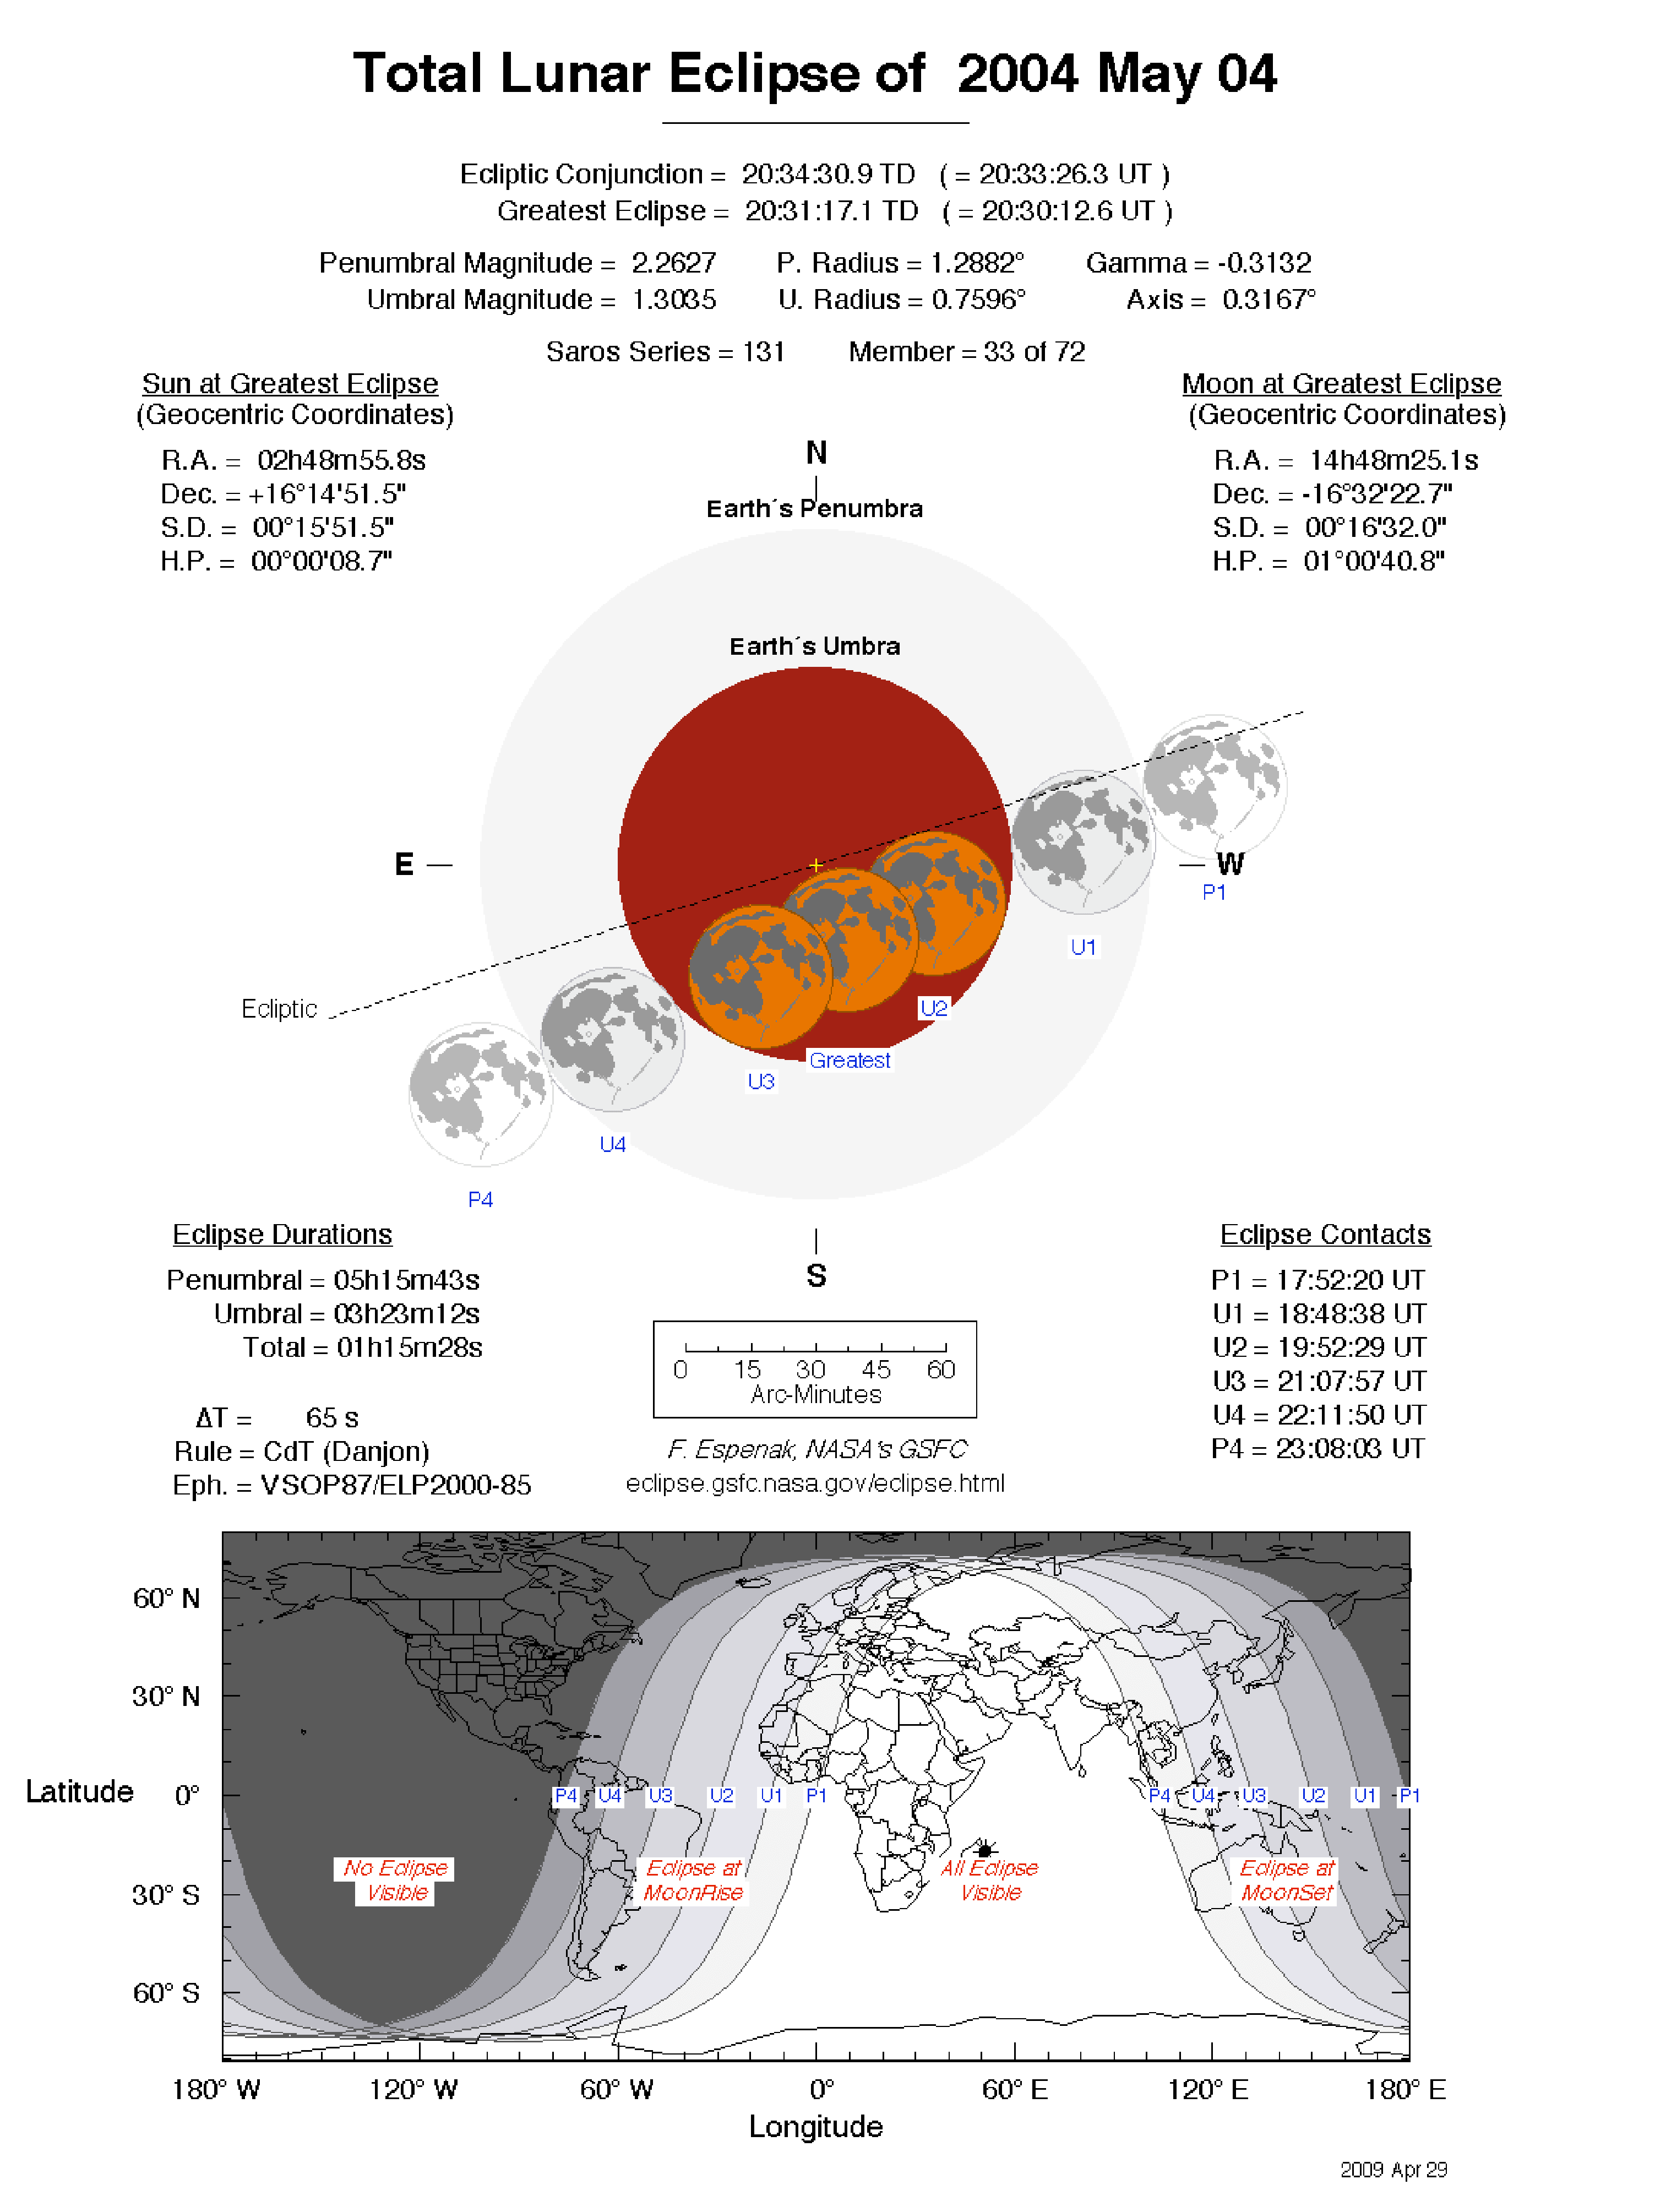 Total Lunar Eclipse of 2004 May 04
Ecliptic Conjunction = 20:34:30.9 TD ( = 20:33:26.3 UT )
Greatest Eclipse = 20:31:17.1 TD ( = 20:30:12.6 UT )
Penumbral Magnitude = 2.2627 P. Radius = 1.2882° Gamma = -0.3132
Umbral Magnitude = 1.3035 U. Radius = 0.7596° Axis = 0.3167°
Saros Series = 131 Member = 33 of 72
Sun at Greatest Eclipse
(Geocentric Coordinates)
R.A. = 02h48m55.8s
Dec. = +16°14'51.5"
S.D. = 00°15'51.5"
H.P. = 00°00'08.7"
Moon at Greatest Eclipse
(Geocentric Coordinates)
R.A. = 14h48m25.1s
Dec. = -16°32'22.7"
S.D. = 00°16'32.0"
H.P. = 01°00'40.8"
N
Earth´s Penumbra
Earth´s Umbra
E
W
P1
U1
Ecliptic
U2
Greatest
U3
U4
P4
S
Eclipse Durations
Penumbral = 05h15m43s
Umbral = 03h23m12s
Total = 01h15m28s
ΔT = 65 s
Rule = CdT (Danjon)
Eph. = VSOP87/ELP2000-85
0 15 30 45 60
Arc-Minutes
F. Espenak, NASA's GSFC
eclipse.gsfc.nasa.gov/eclipse.html
Eclipse Contacts
P1 = 17:52:20 UT
U1 = 18:48:38 UT
U2 = 19:52:29 UT
U3 = 21:07:57 UT
U4 = 22:11:50 UT
P4 = 23:08:03 UT
60° N
30° N
Latitude 0°
30° S
60° S
P4 U4 U3 U2 U1 P1 P4 U4 U3 U2 U1 P1
No Eclipse
Visible
Eclipse at
MoonRise
All Eclipse
Visible
Eclipse at
MoonSet
180° W 120° W 60° W 0° 60° E 120° E 180° E
Longitude
2009 Apr 29